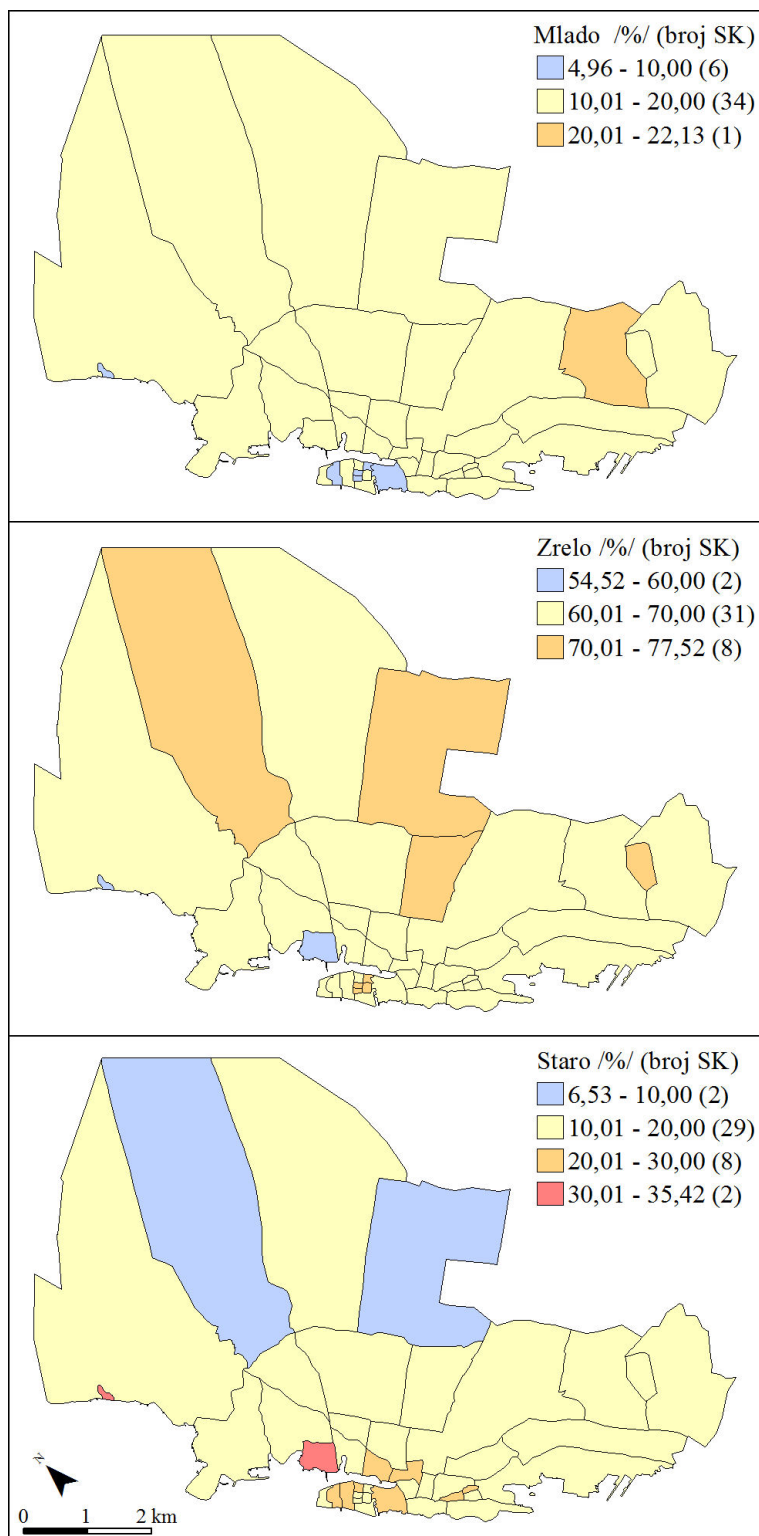 Mlado /%/ (broj SK)
4,96 - 10,00 (6)
10,01 - 20,00 (34)
20,01 - 22,13 (1)
Zrelo /%/ (broj SK)
54,52 - 60,00 (2)
60,01 - 70,00 (31)
70,01 - 77,52 (8)
Staro /%/ (broj SK)
6,53 - 10,00 (2)
10,01 - 20,00 (29)
20,01 - 30,00 (8)
30,01 - 35,42 (2)
N
0 1 2 km